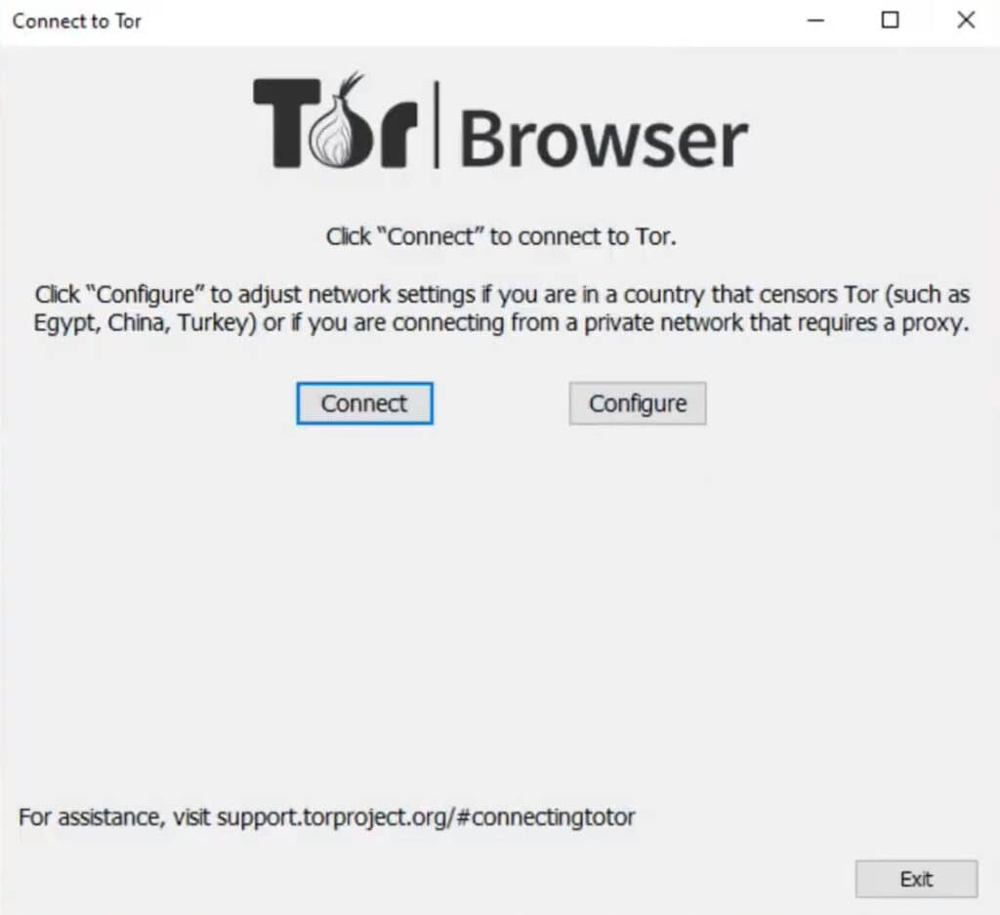 Connect to Tor
Tor | Browser
Click “Connect” to connect to Tor.
Click “Configure” to adjust network settings if you are in a country that censors Tor (such as
Egypt, China, Turkey) or if you are connecting from a private network that requires a proxy.
Connect Configure
For assistance, visit support.torproject.org/#connectingtotor
Exit